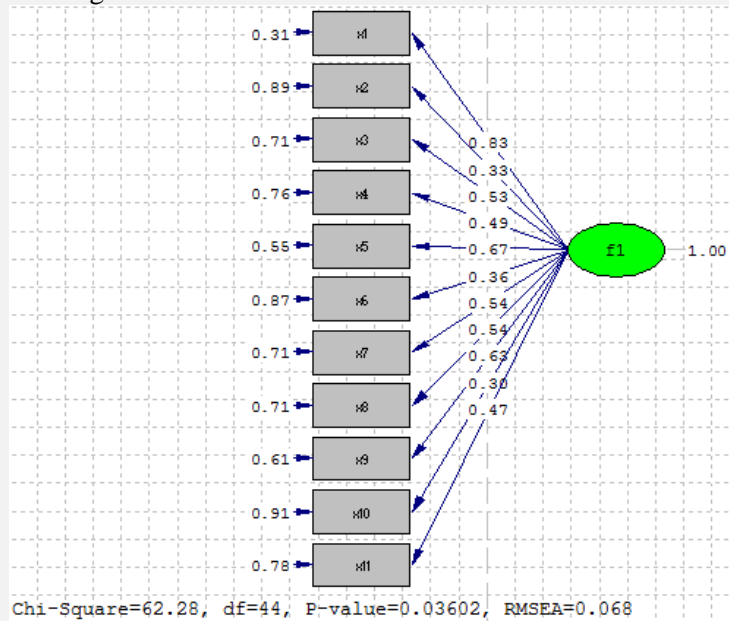 0.31 x1
0.89 x2
0.71 x3
0.83
0.33
0.76 x4
0.53
0.49
0.55 x5
0.67
f1 1.00
0.87 x6
0.36
0.54
0.71 x7
0.54
0.63
0.71 x8
0.30
0.47
0.61 x9
0.91 x10
0.78 x11
Chi-Square=62.28, df=44, P-value=0.03602, RMSEA=0.068